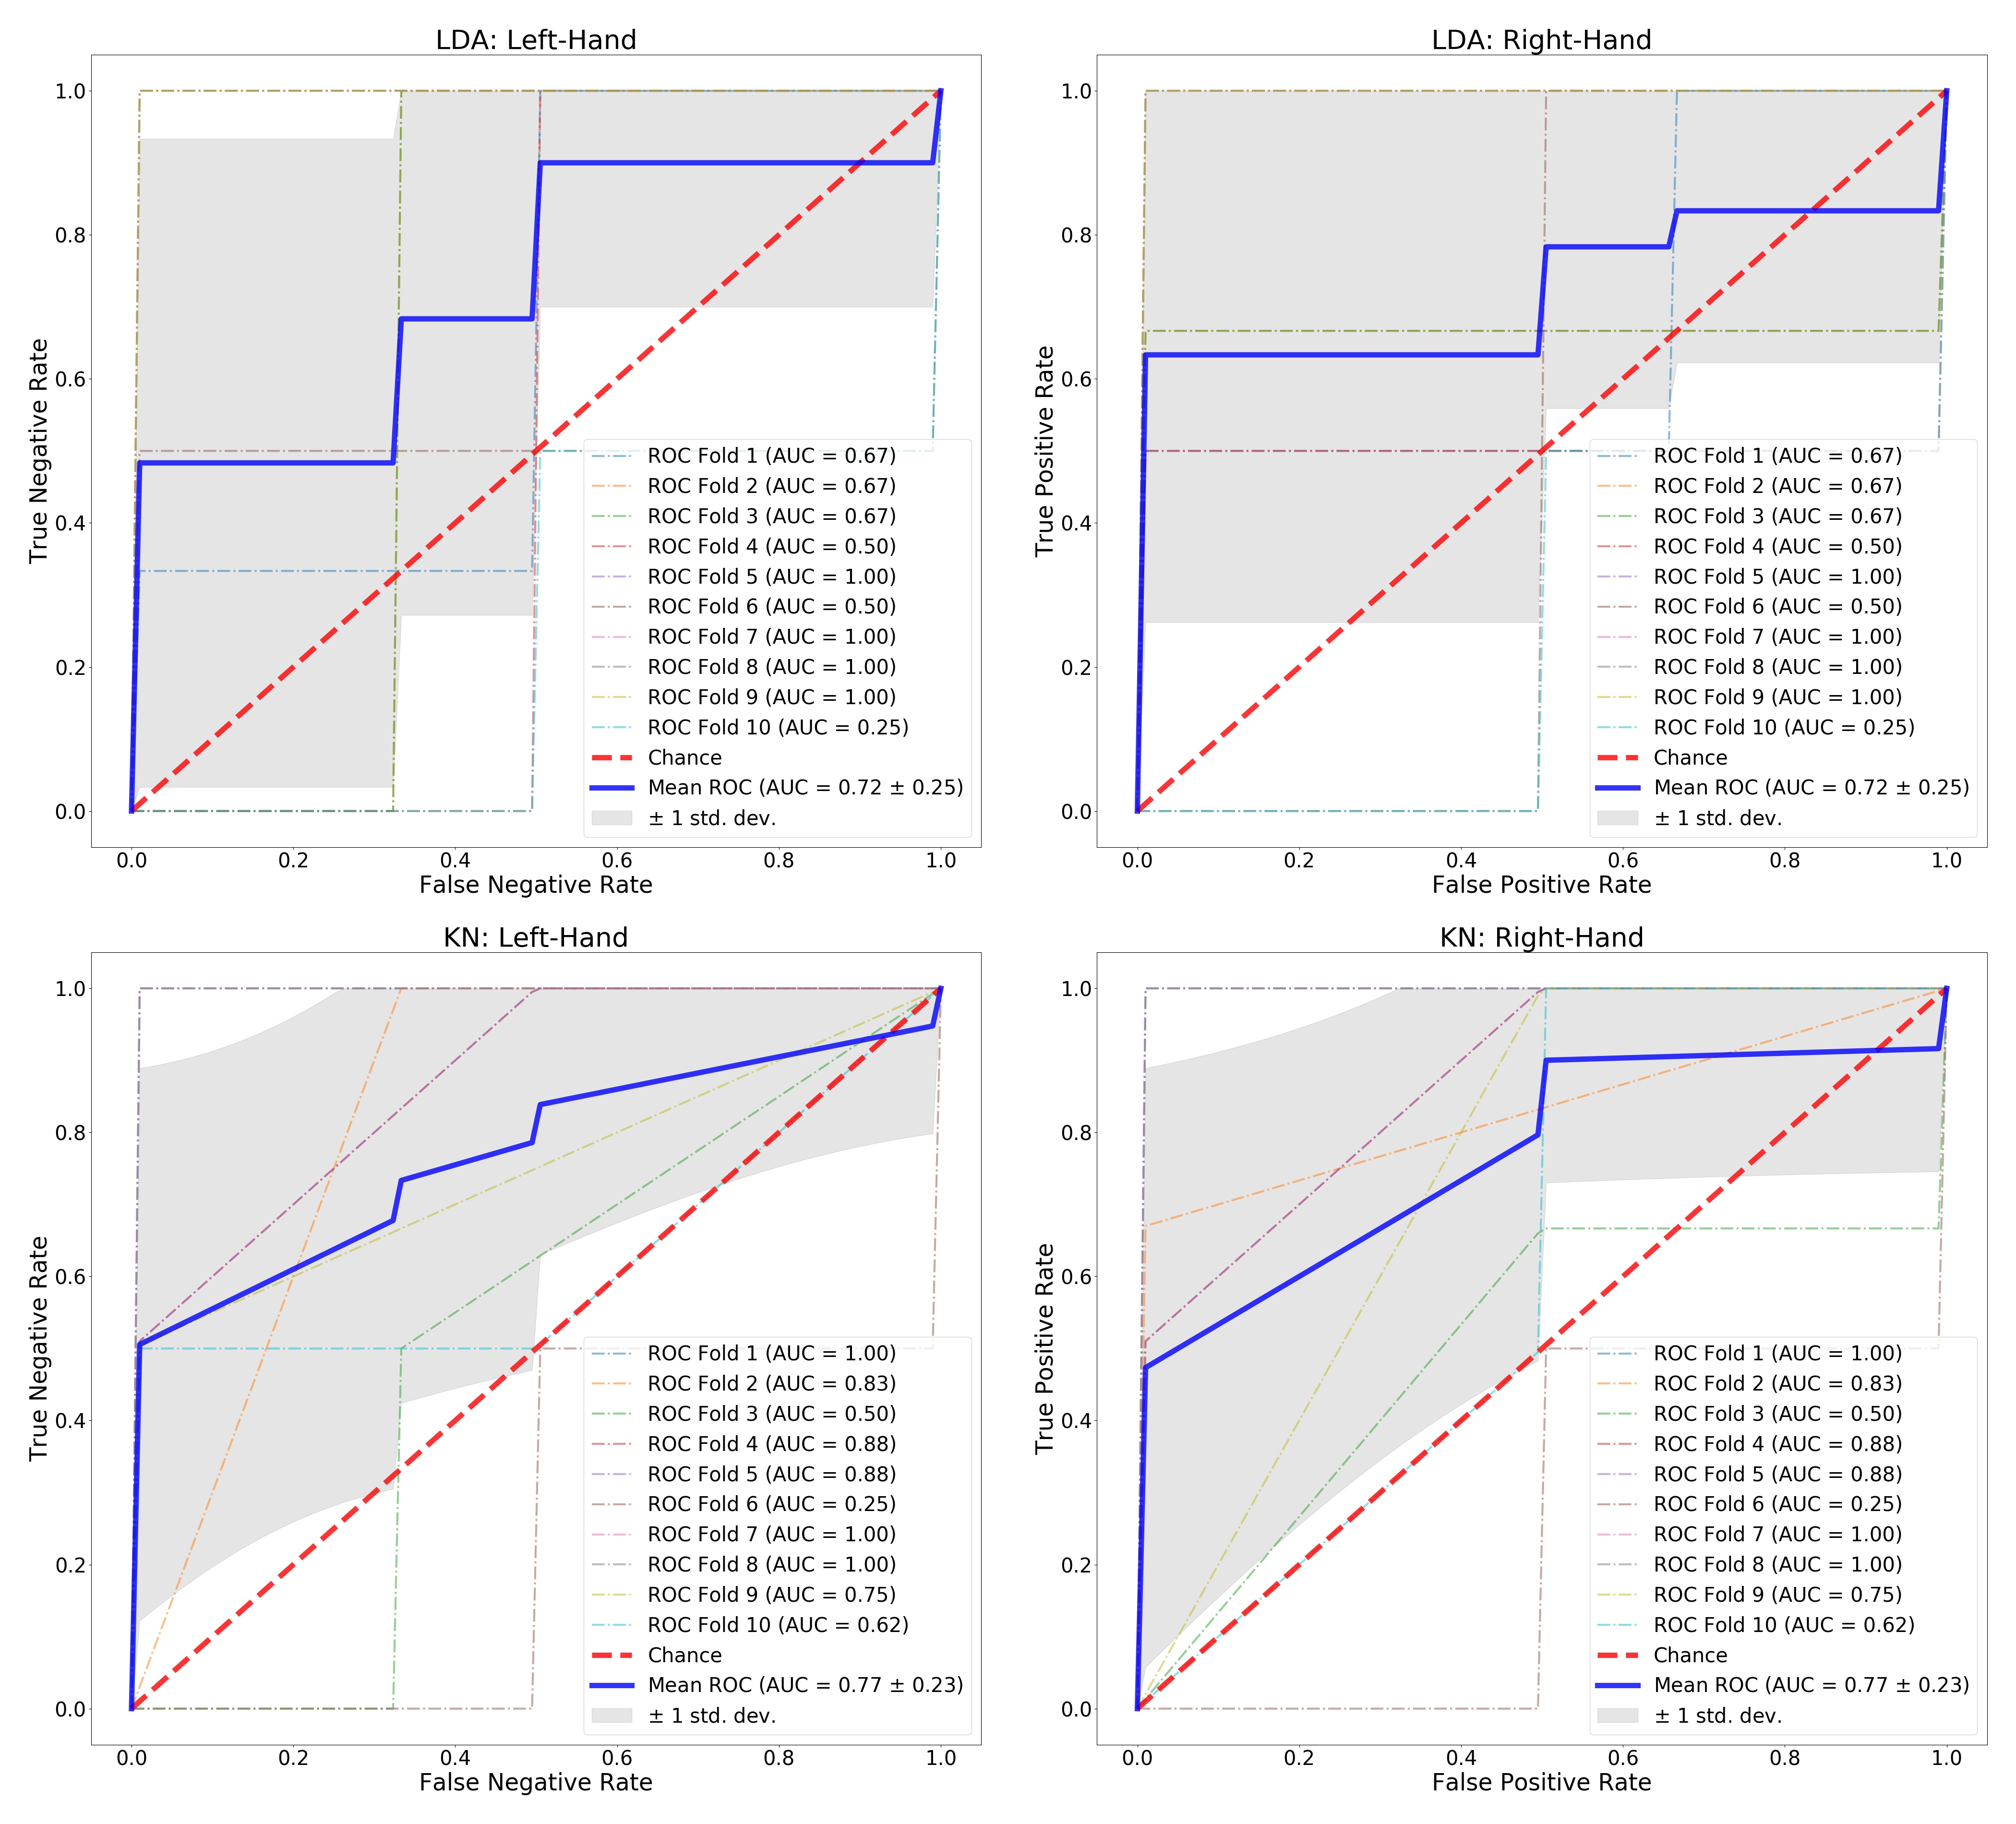 LDA: Left-Hand
True Negative Rate
1.0
0.8
0.6
0.4
0.2
0.0
ROC Fold 1 (AUC = 0.67)
ROC Fold 2 (AUC = 0.67)
ROC Fold 3 (AUC = 0.67)
ROC Fold 4 (AUC = 0.50)
ROC Fold 5 (AUC = 1.00)
ROC Fold 6 (AUC = 0.50)
ROC Fold 7 (AUC = 1.00)
ROC Fold 8 (AUC = 1.00)
ROC Fold 9 (AUC = 1.00)
ROC Fold 10 (AUC = 0.25)
Chance
Mean ROC (AUC = 0.72 ± 0.25)
± 1 std. dev.
0.0 0.2 0.4 0.6 0.8 1.0
False Negative Rate
LDA: Right-Hand
True Positive Rate
1.0
0.8
0.6
0.4
0.2
0.0
ROC Fold 1 (AUC = 0.67)
ROC Fold 2 (AUC = 0.67)
ROC Fold 3 (AUC = 0.67)
ROC Fold 4 (AUC = 0.50)
ROC Fold 5 (AUC = 1.00)
ROC Fold 6 (AUC = 0.50)
ROC Fold 7 (AUC = 1.00)
ROC Fold 8 (AUC = 1.00)
ROC Fold 9 (AUC = 1.00)
ROC Fold 10 (AUC = 0.25)
Chance
Mean ROC (AUC = 0.72 ± 0.25)
± 1 std. dev.
0.0 0.2 0.4 0.6 0.8 1.0
False Positive Rate
KN: Left-Hand
True Negative Rate
1.0
0.8
0.6
0.4
0.2
0.0
ROC Fold 1 (AUC = 1.00)
ROC Fold 2 (AUC = 0.83)
ROC Fold 3 (AUC = 0.50)
ROC Fold 4 (AUC = 0.88)
ROC Fold 5 (AUC = 0.88)
ROC Fold 6 (AUC = 0.25)
ROC Fold 7 (AUC = 1.00)
ROC Fold 8 (AUC = 1.00)
ROC Fold 9 (AUC = 0.75)
ROC Fold 10 (AUC = 0.62)
Chance
Mean ROC (AUC = 0.77 ± 0.23)
± 1 std. dev.
0.0 0.2 0.4 0.6 0.8 1.0
False Negative Rate
KN: Right-Hand
True Positive Rate
1.0
0.8
0.6
0.4
0.2
0.0
ROC Fold 1 (AUC = 1.00)
ROC Fold 2 (AUC = 0.83)
ROC Fold 3 (AUC = 0.50)
ROC Fold 4 (AUC = 0.88)
ROC Fold 5 (AUC = 0.88)
ROC Fold 6 (AUC = 0.25)
ROC Fold 7 (AUC = 1.00)
ROC Fold 8 (AUC = 1.00)
ROC Fold 9 (AUC = 0.75)
ROC Fold 10 (AUC = 0.62)
Chance
Mean ROC (AUC = 0.77 ± 0.23)
± 1 std. dev.
0.0 0.2 0.4 0.6 0.8 1.0
False Positive Rate